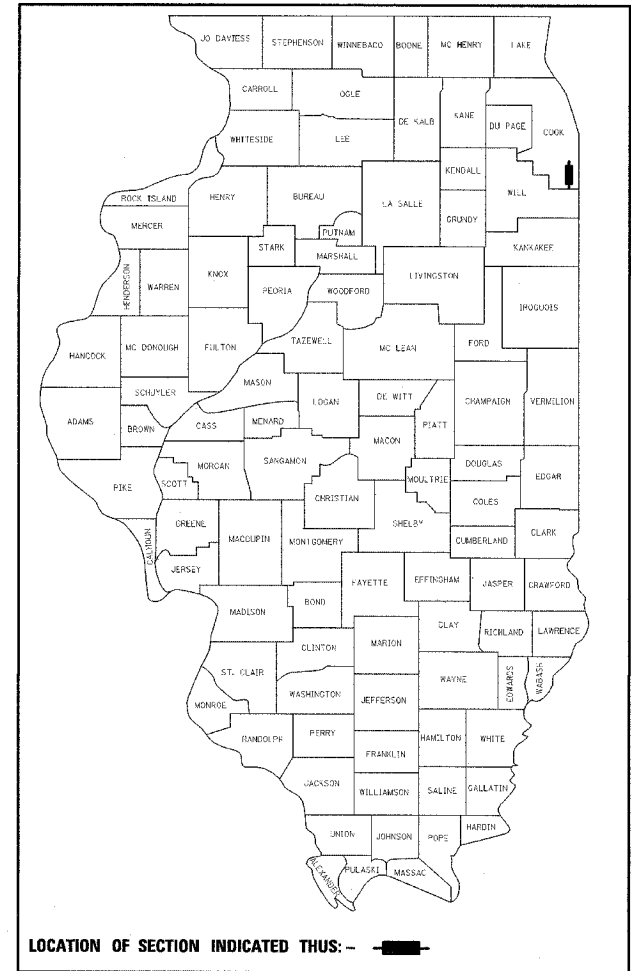 JO DAVIESS STEPHENSON WINNEBAGO BOONE MC HENRY LAKE
CARROLL OGLE DE KALB KANE DU PAGE COOK
WHITESIDE LEE KENDALL WILL
ROCK ISLAND HENRY BUREAU LA SALLE GRUNDY
MERCER PUTNAM KANKAKEE
STARK MARSHALL
HENDERSON WARREN KNOX PEORIA WOODFORD LIVINGSTON IROQUOIS
HANCOCK MC DONOUGH FULTON TAZEWELL MC LEAN FORD
SCHUYLER MASON
ADAMS BROWN CASS MENARD LOGAN DE WITT PIATT CHAMPAIGN VERMILION
MACON
PIKE SCOTT MORGAN SANGAMON MOULTRIE DOUGLAS EDGAR
CHRISTIAN COLES
CALHOUN GREENE MACOUPIN MONTGOMERY SHELBY CUMBERLAND CLARK
JERSEY FAYETTE EFFINGHAM JASPER CRAWFORD
MADISON BOND
CLAY RICHLAND LAWRENCE
CLINTON MARION
ST. CLAIR WAYNE EDWARDS WABASH
MONROE WASHINGTON JEFFERSON
RANDOLPH PERRY HAMILTON WHITE
FRANKLIN
JACKSON WILLIAMSON SALINE GALLATIN
UNION JOHNSON POPE HARDIN
ALEXANDER PULASKI MASSAC
LOCATION OF SECTION INDICATED THUS: –